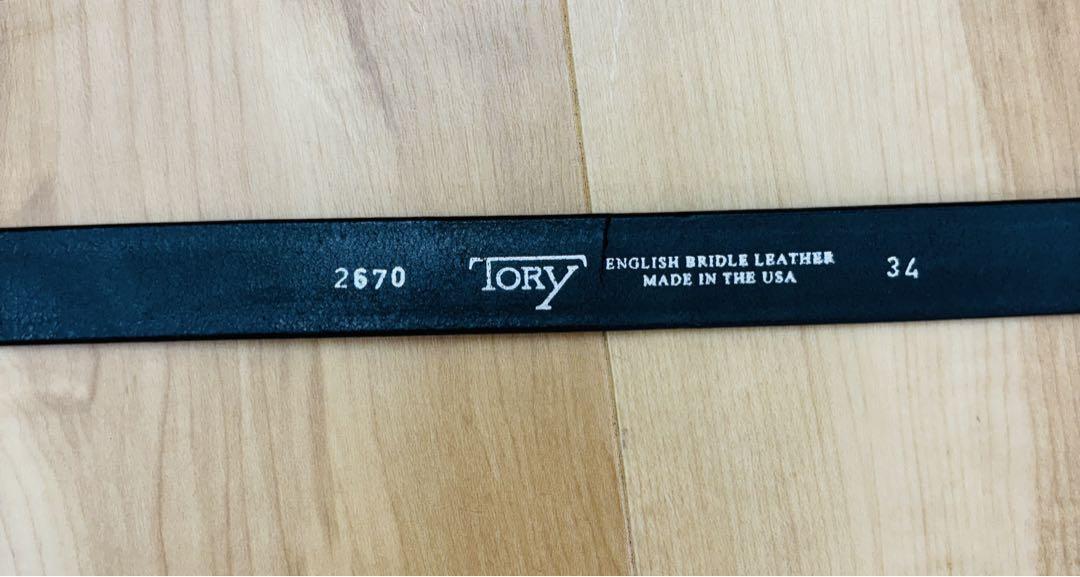 2670
TORY
ENGLISH BRIDLE LEATHER
MADE IN THE USA
34